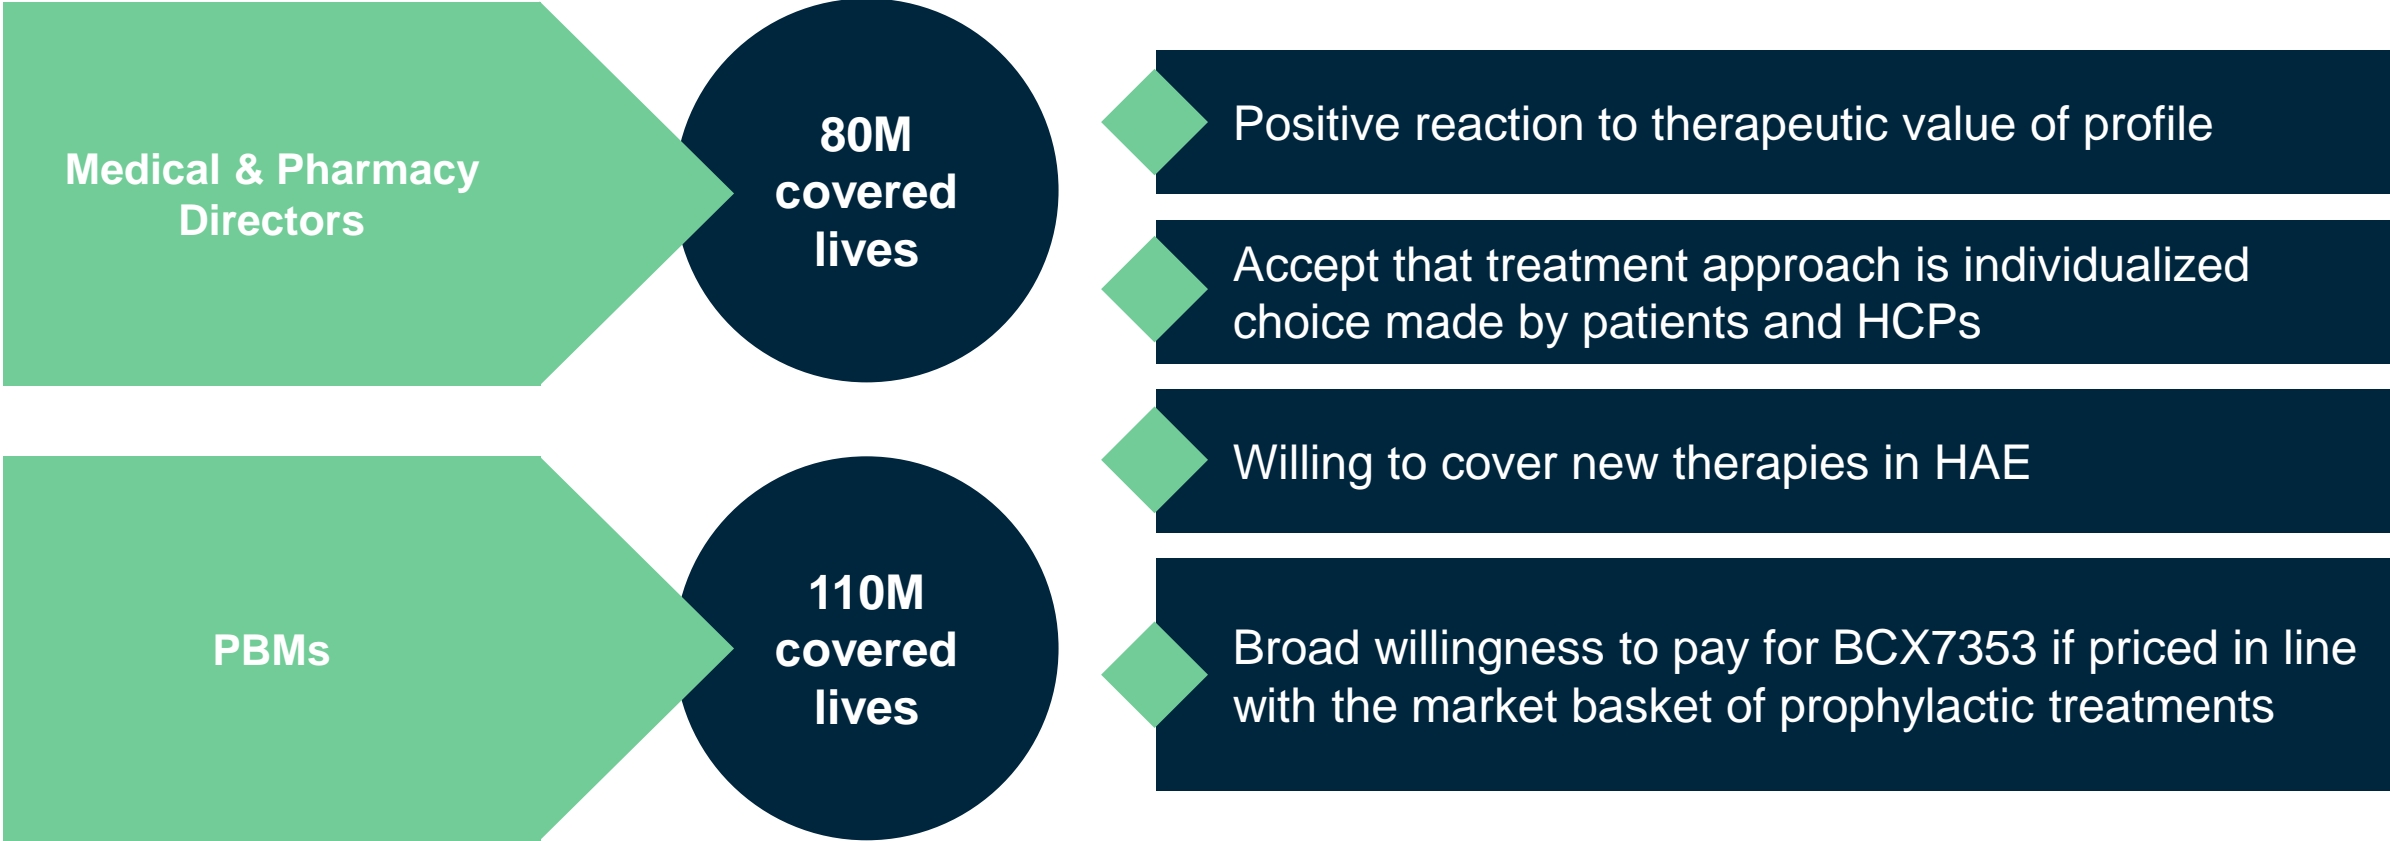 Medical & Pharmacy
Directors
80M
covered
lives
PBMs
110M
covered
lives
Positive reaction to therapeutic value of profile
Accept that treatment approach is individualized
choice made by patients and HCPs
Willing to cover new therapies in HAE
Broad willingness to pay for BCX7353 if priced in line
with the market basket of prophylactic treatments